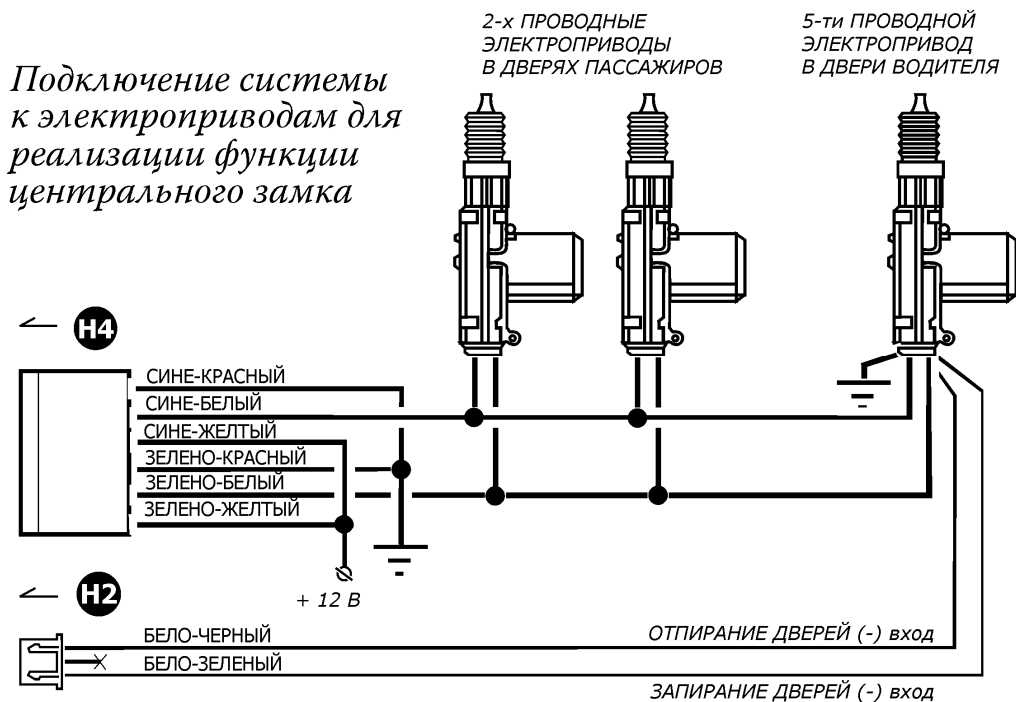 Подключение системы
к электроприводам для
реализации функции
центрального замка
2-х ПРОВОДНЫЕ
ЭЛЕКТРОПРИВОДЫ
В ДВЕРЯХ ПАССАЖИРОВ
5-ти ПРОВОДНОЙ
ЭЛЕКТРОПРИВОД
В ДВЕРИ ВОДИТЕЛЯ
H4
СИНЕ-КРАСНЫЙ
СИНЕ-БЕЛЫЙ
СИНЕ-ЖЕЛТЫЙ
ЗЕЛЕНО-КРАСНЫЙ
ЗЕЛЕНО-БЕЛЫЙ
ЗЕЛЕНО-ЖЕЛТЫЙ
+ 12 В
H2
БЕЛО-ЧЕРНЫЙ
ОТПИРАНИЕ ДВЕРЕЙ (-) вход
БЕЛО-ЗЕЛЕНЫЙ
ЗАПИРАНИЕ ДВЕРЕЙ (-) вход